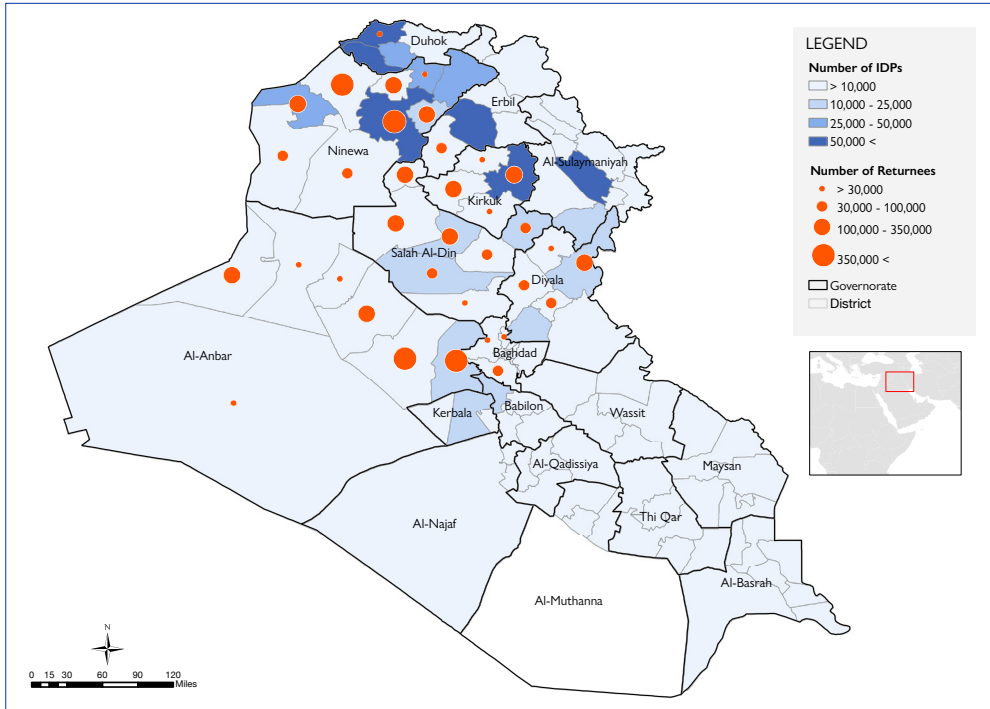 LEGEND
Number of IDPs
> 10,000
10,000 - 25,000
25,000 - 50,000
50,000 <
Number of Returnees
> 30,000
30,000 - 100,000
100,000 - 350,000
350,000 <
Governorate
District
Duhok
Erbil
Ninewa
Al-Sulaymaniyah
Kirkuk
Salah Al-Din
Diyala
Al-Anbar
Baghdad
Kerbala
Babilon
Wassit
Al-Qadissiya
Maysan
Al-Najaf
Thi Qar
Al-Basrah
Al-Muthanna
N
0 15 30 60 90 120
Miles